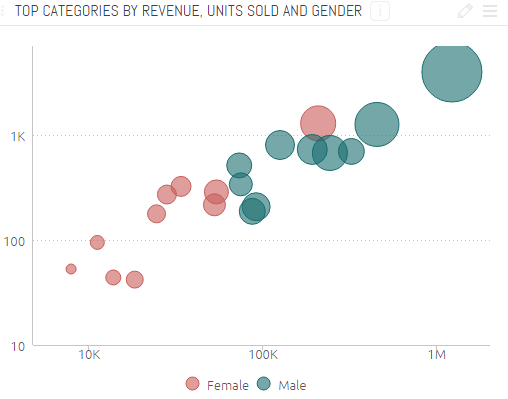 TOP CATEGORIES BY REVENUE, UNITS SOLD AND GENDER
i
1K
100
10
10K 100K 1M
Female Male